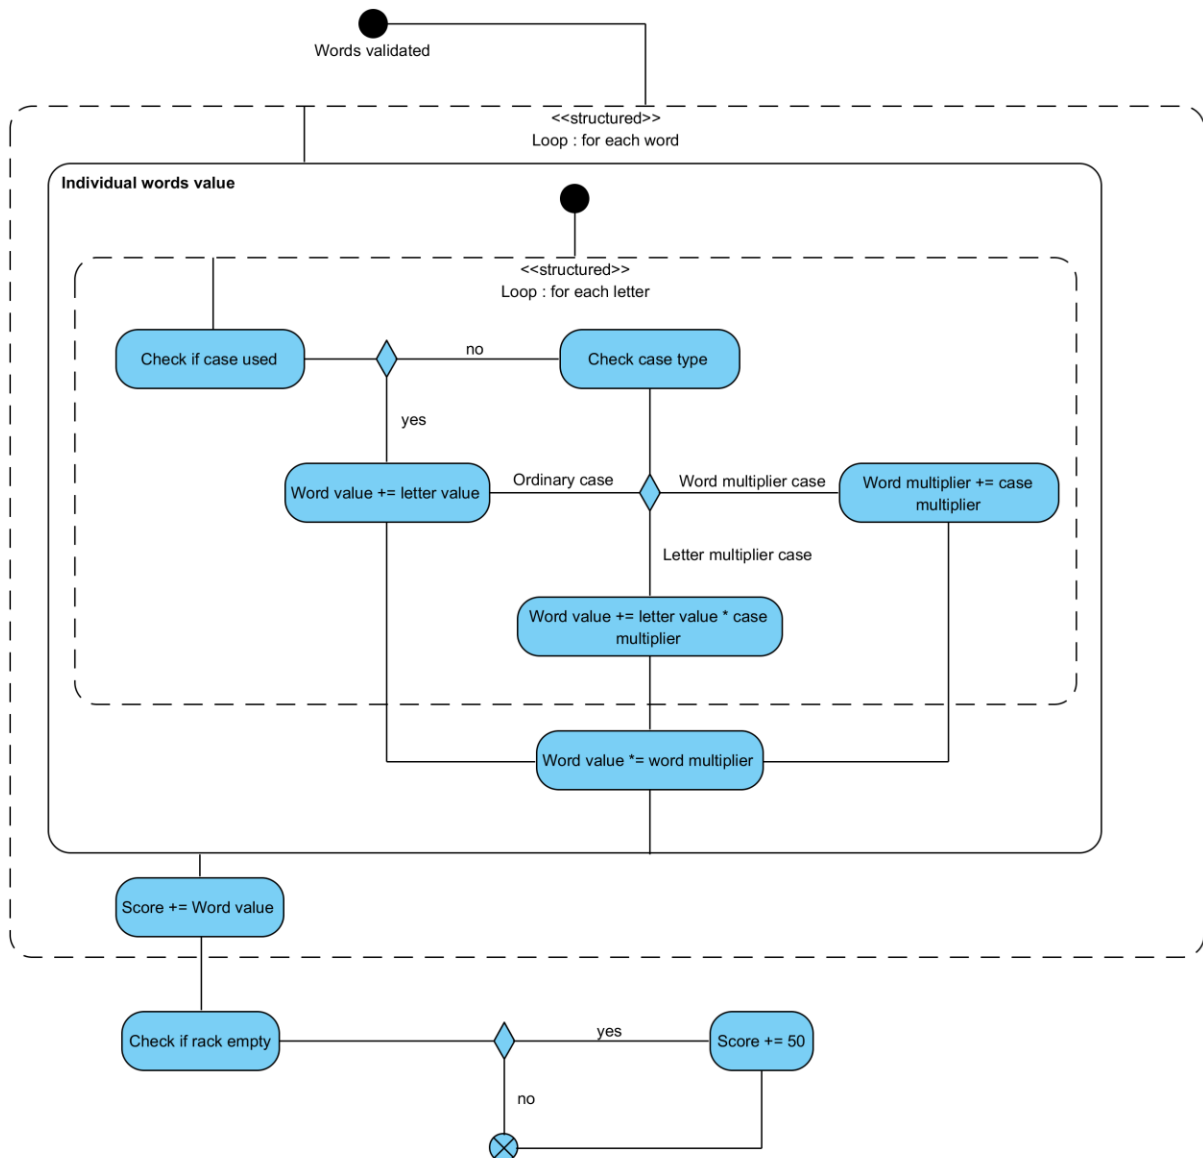 Words validated
<<structured>>
Loop : for each word
Individual words value
<<structured>>
Loop : for each letter
Check if case used
no
Check case type
yes
Word value += letter value
Ordinary case
Word multiplier case
Word multiplier += case
multiplier
Letter multiplier case
Word value += letter value * case
multiplier
Word value *= word multiplier
Score += Word value
Check if rack empty
yes
Score += 50
no